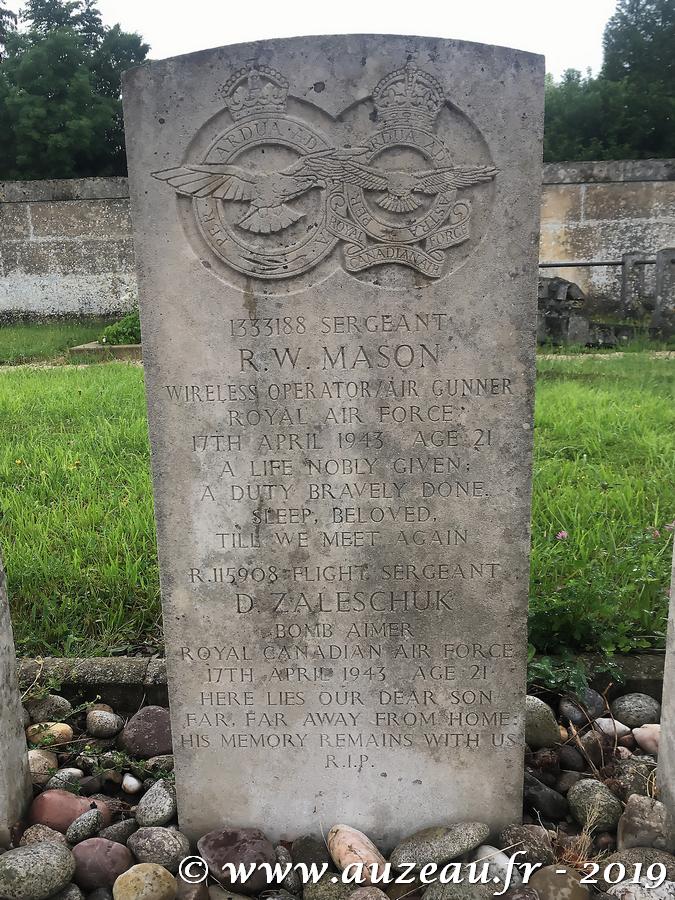 PER ARDUA AD ASTRA
PER ARDUA AD ASTRA
ROYAL CANADIAN AIR FORCE
1333188 SERGEANT
R. W. MASON
WIRELESS OPERATOR/AIR GUNNER
ROYAL AIR FORCE
17TH APRIL 1943 AGE 21
A LIFE NOBLY GIVEN;
A DUTY BRAVELY DONE.
SLEEP, BELOVED,
TILL WE MEET AGAIN
R.115908 FLIGHT SERGEANT
D. ZALESCHUK
BOMB AIMER
ROYAL CANADIAN AIR FORCE
17TH APRIL 1943 AGE 21
HERE LIES OUR DEAR SON
FAR, FAR AWAY FROM HOME:
HIS MEMORY REMAINS WITH US
R.I.P.
© www.auzeau.fr - 2019